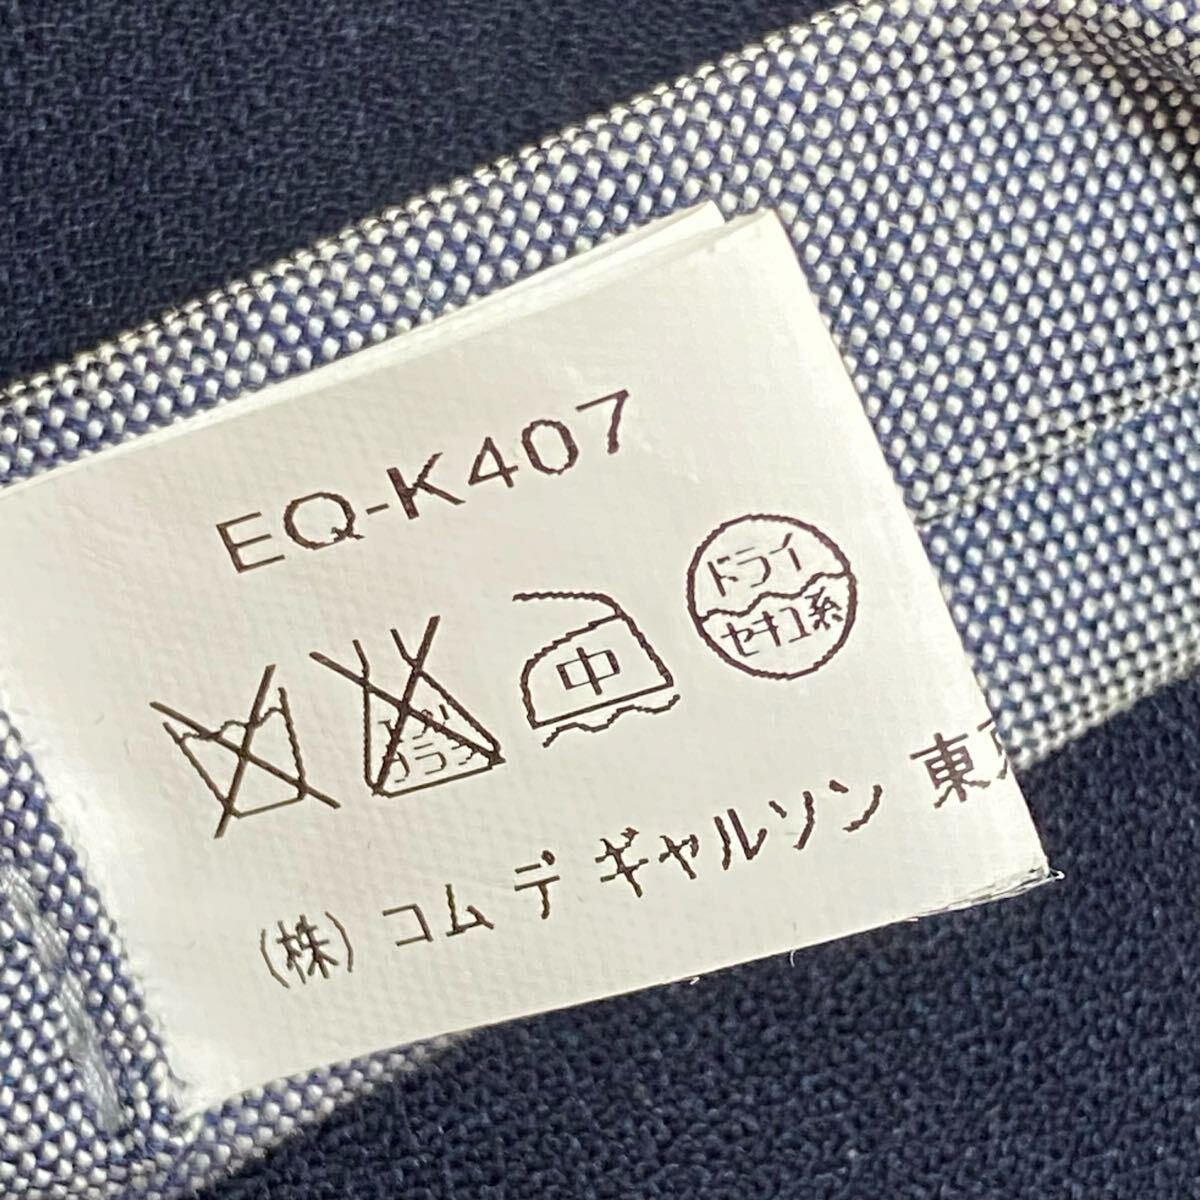 EQ-K407
中
ドライ
セキユ系
(株) コム デ ギャルソン 東